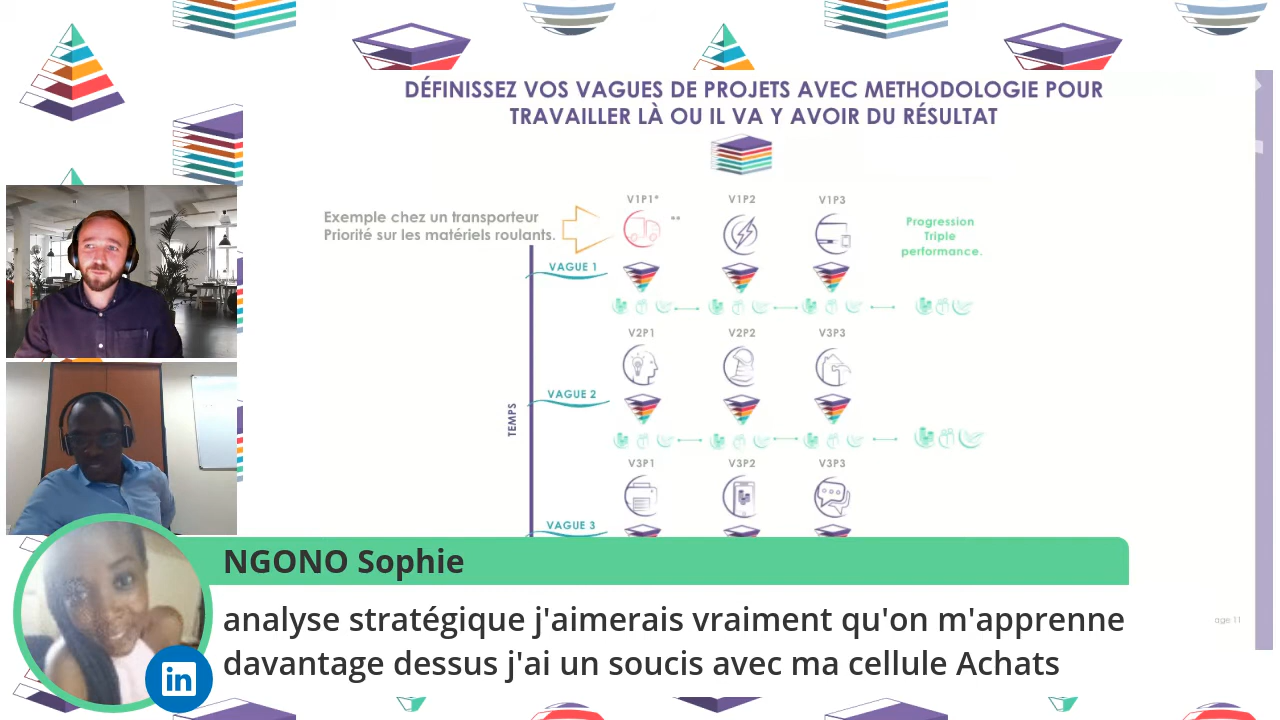 DÉFINISSEZ VOS VAGUES DE PROJETS AVEC METHODOLOGIE POUR
TRAVAILLER LÀ OU IL VA Y AVOIR DU RÉSULTAT
Exemple chez un transporteur
Priorité sur les matériels roulants.
V1P1*
**
V1P2
V1P3
Progression
Triple
performance.
VAGUE 1
V2P1
V2P2
V3P3
VAGUE 2
TEMPS
V3P1
V3P2
V3P3
VAGUE 3
NGONO Sophie
analyse stratégique j'aimerais vraiment qu'on m'apprenne
davantage dessus j'ai un soucis avec ma cellule Achats
in
age 11